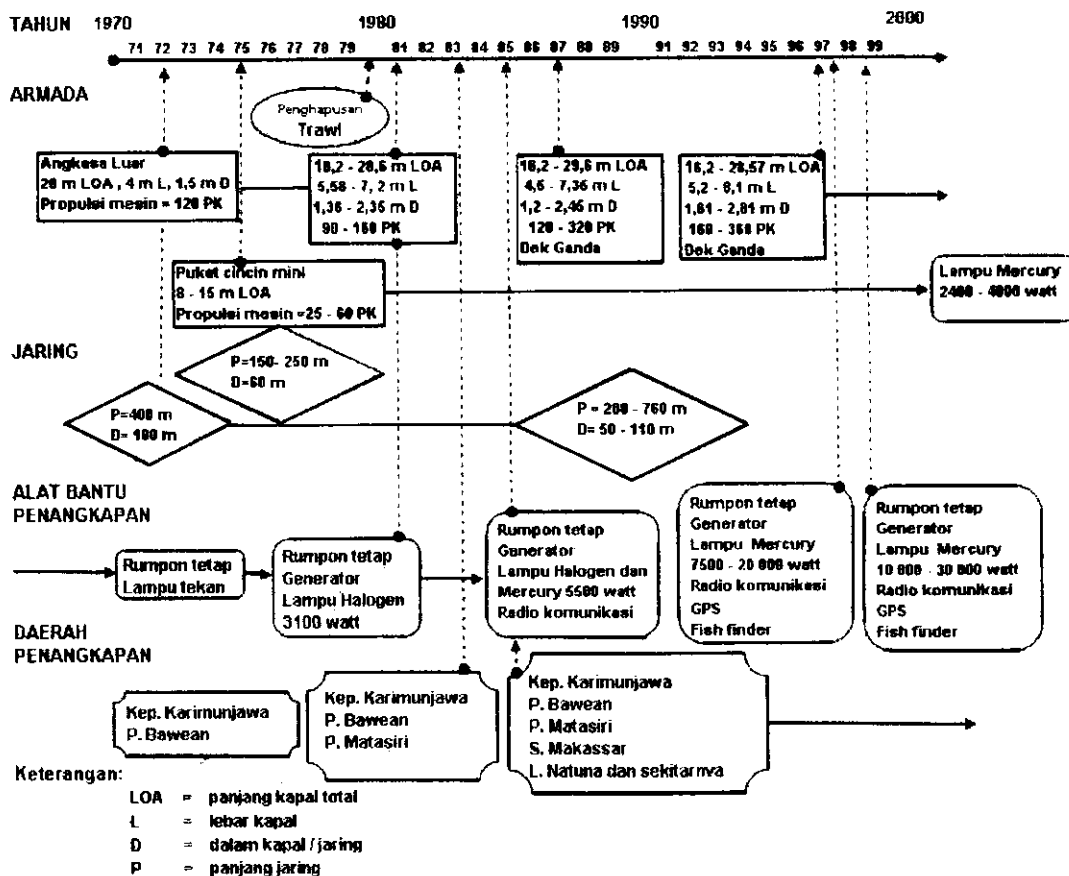 TAHUN 1970 1980 1990 2000
71 72 73 74 75 76 77 78 79 81 82 83 84 85 86 87 88 89 91 92 93 94 95 96 97 98 99
ARMADA
Penghapusan
Trawl
Angkasa Luar
20 m LOA , 4 m L, 1,5 m D
Propulsi mesin = 120 PK
5,58 - 7, 2 m L
1,36 - 2,35 m D
90 - 160 PK
16,2 - 29,6 m LOA
4,5 - 7,35 m L
1,2 - 2,45 m D
120 - 320 PK
Dek Ganda
16,2 - 28,57 m LOA
5,2 - 8,1 m L
1,81 - 2,81 m D
160 - 360 PK
Dek Ganda
Puket cincin mini
8 - 15 m LOA
Propulsi mesin =25 - 60 PK
Lampu Mercury
2400 - 4000 watt
JARING
P=150- 250 m
D=60 m
P=400 m
D= 100 m
P = 200 - 760 m
D= 50 - 110 m
ALAT BANTU
PENANGKAPAN
Rumpon tetap
Lampu tekan
Rumpon tetap
Generator
Lampu Halogen
3100 watt
Rumpon tetap
Generator
Lampu Halogen dan
Mercury 5500 watt
Radio komunikasi
Rumpon tetap
Generator
Lampu Mercury
7500 - 20 000 watt
Radio komunikasi
GPS
Fish finder
Rumpon tetap
Generator
Lampu Mercury
10 000 - 30 000 watt
Radio komunikasi
GPS
Fish finder
DAERAH
PENANGKAPAN
Kep. Karimunjawa
P. Bawean
Kep. Karimunjawa
P. Bawean
P. Matasiri
Kep. Karimunjawa
P. Bawean
P. Matasiri
S. Makassar
L. Natuna dan sekitarnya
Keterangan:
LOA = panjang kapal total
L = lebar kapal
D = dalam kapal / jaring
P = panjang jaring